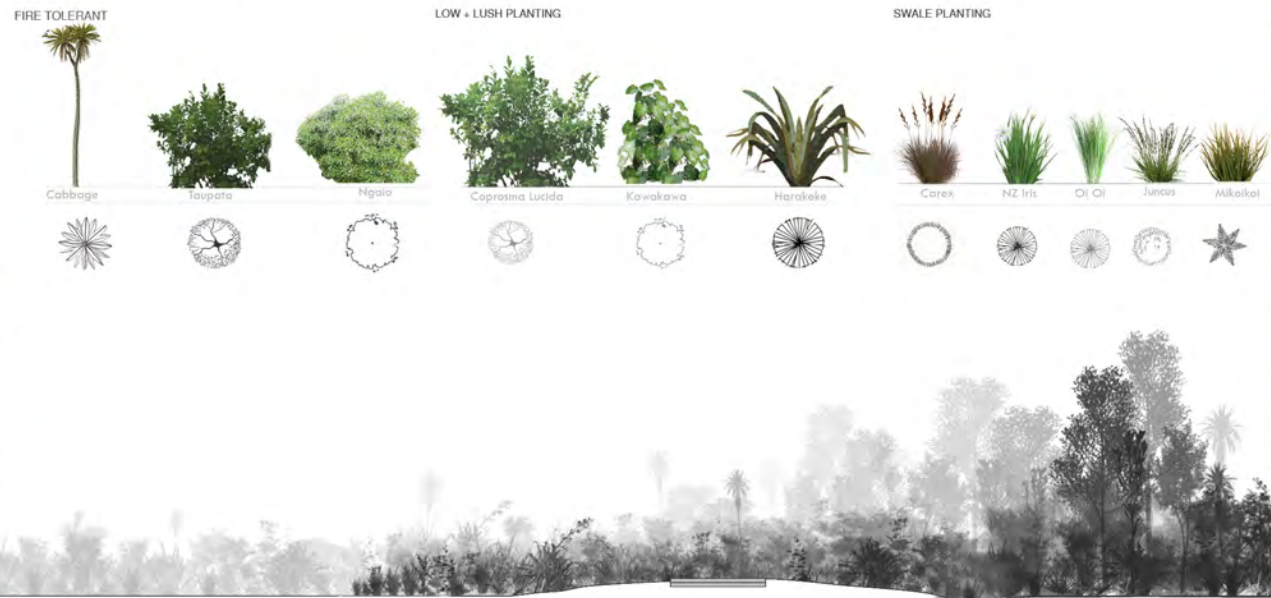 FIRE TOLERANT
LOW + LUSH PLANTING
SWALE PLANTING
Cabbage
Taupata
Ngaio
Coprosma Lucida
Kawakawa
Harakeke
Carex
NZ Iris
Oi Oi
Juncus
Mikoikoi